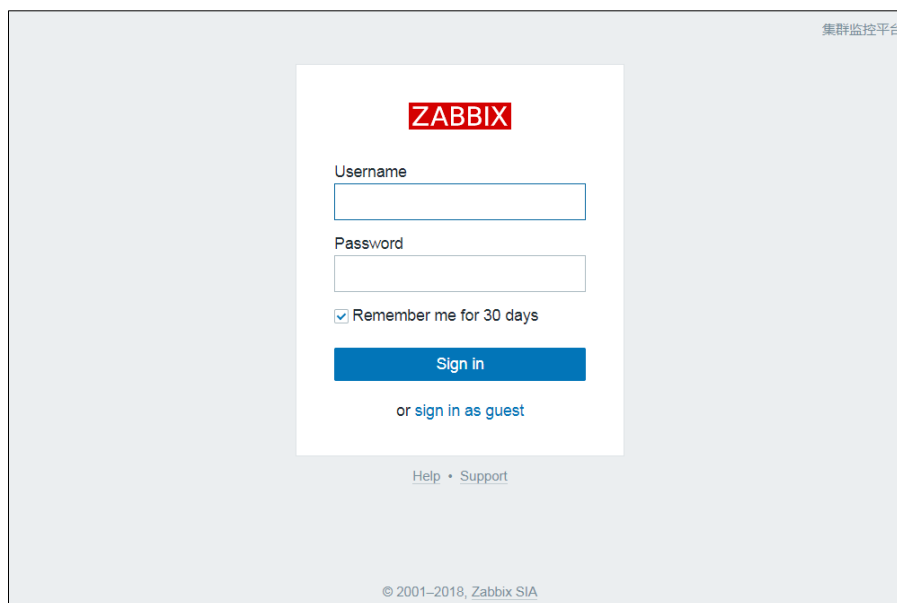 集群监控平台
ZABBIX
Username
Password
Remember me for 30 days
Sign in
or sign in as guest
Help • Support
© 2001–2018, Zabbix SIA